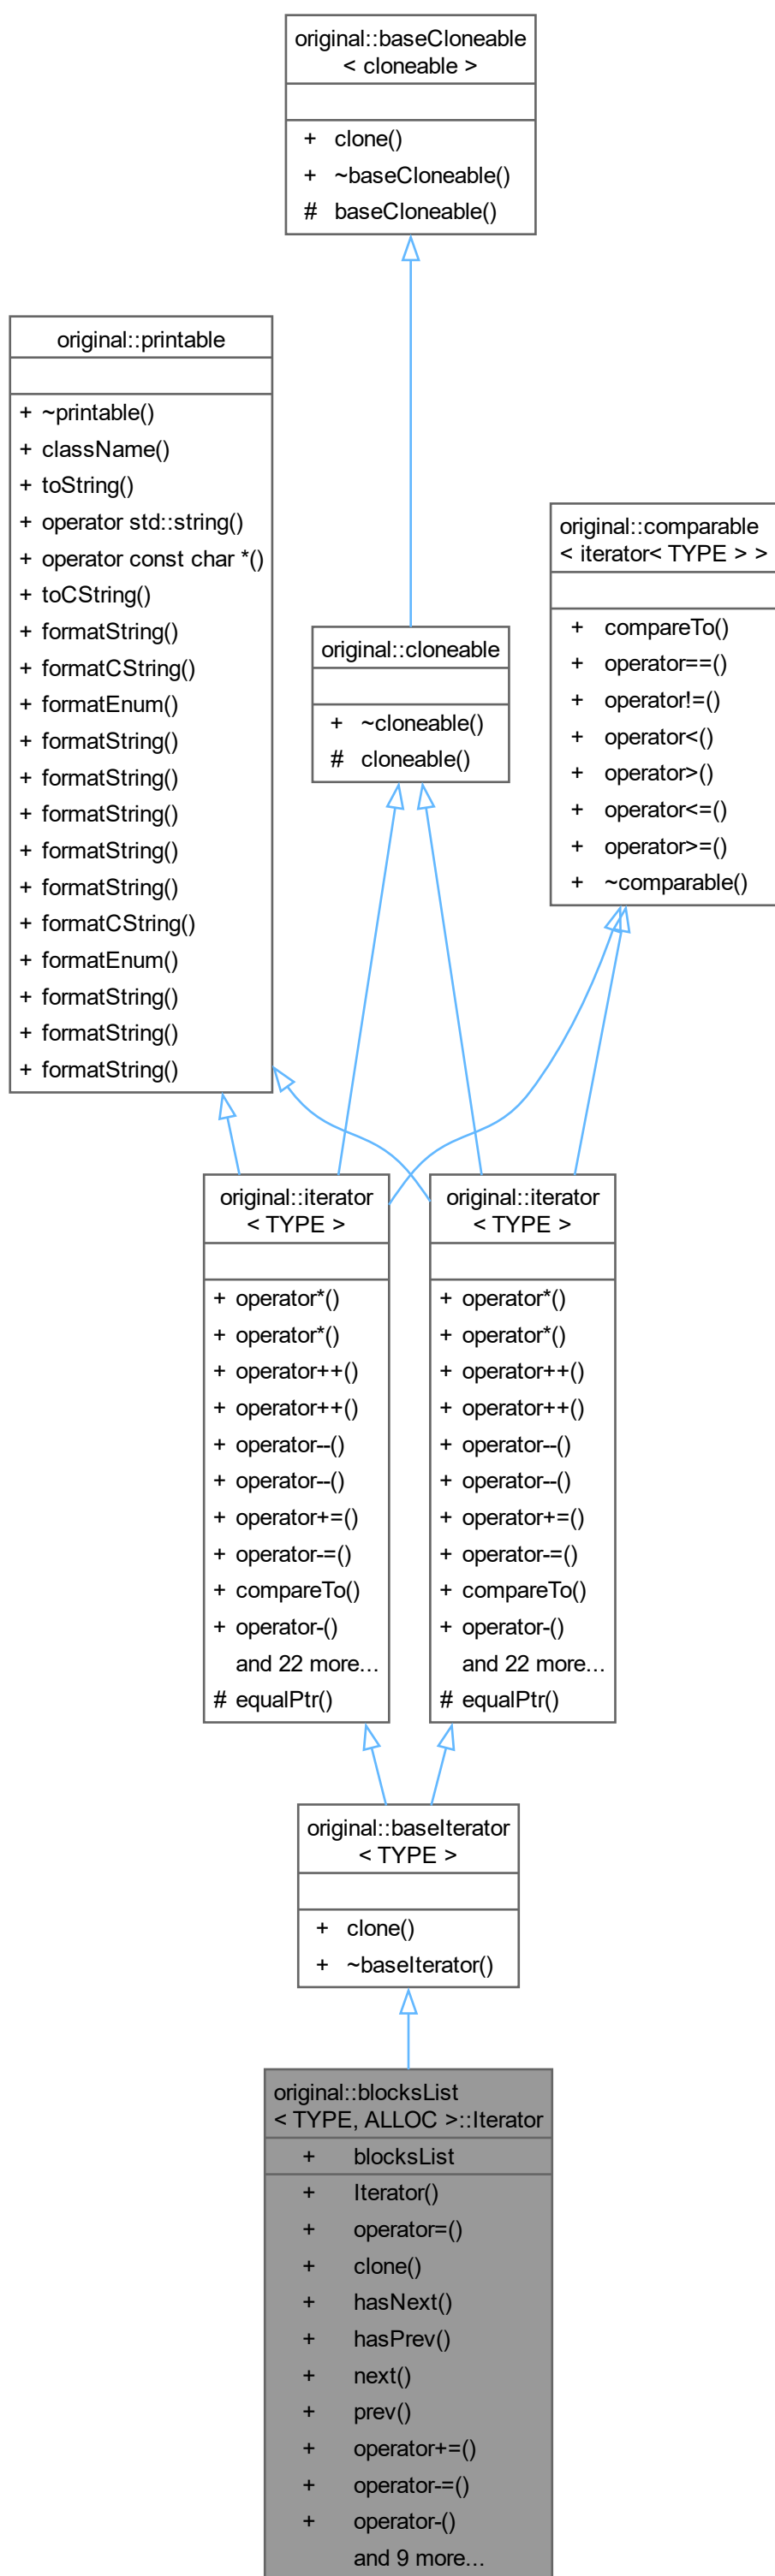 original::baseCloneable
< cloneable >
+ clone()
+ ~baseCloneable()
# baseCloneable()
original::printable
+ ~printable()
+ className()
+ toString()
+ operator std::string()
+ operator const char *()
+ toCString()
+ formatString()
+ formatCString()
+ formatEnum()
+ formatString()
+ formatString()
+ formatString()
+ formatString()
+ formatString()
+ formatCString()
+ formatEnum()
+ formatString()
+ formatString()
+ formatString()
original::comparable
< iterator< TYPE > >
+ compareTo()
+ operator==()
+ operator!=()
+ operator<()
+ operator>()
+ operator<=()
+ operator>=()
+ ~comparable()
original::cloneable
+ ~cloneable()
# cloneable()
original::iterator
< TYPE >
+ operator*()
+ operator*()
+ operator++()
+ operator++()
+ operator--()
+ operator--()
+ operator+=()
+ operator-=()
+ compareTo()
+ operator-()
and 22 more...
# equalPtr()
original::iterator
< TYPE >
+ operator*()
+ operator*()
+ operator++()
+ operator++()
+ operator--()
+ operator--()
+ operator+=()
+ operator-=()
+ compareTo()
+ operator-()
and 22 more...
# equalPtr()
original::baseIterator
< TYPE >
+ clone()
+ ~baseIterator()
original::blocksList
< TYPE, ALLOC >::Iterator
+ blocksList
+ Iterator()
+ operator=()
+ clone()
+ hasNext()
+ hasPrev()
+ next()
+ prev()
+ operator+=()
+ operator-=()
+ operator-()
and 9 more...